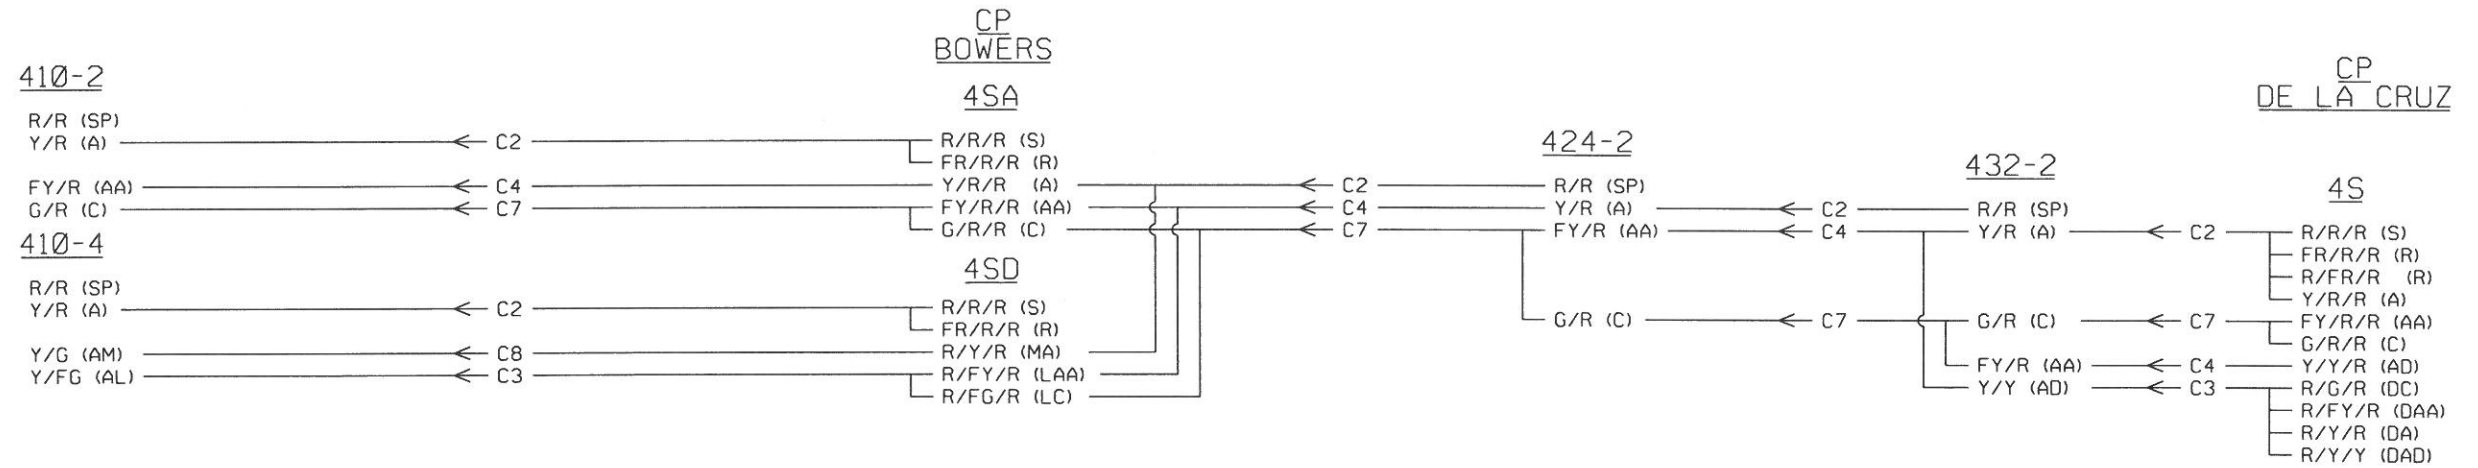 CP
BOWERS
410-2
R/R (SP)
Y/R (A)
C2
FY/R (AA)
C4
G/R (C)
C7
410-4
R/R (SP)
Y/R (A)
C2
Y/G (AM)
C8
Y/FG (AL)
C3
4SA
R/R/R (S)
FR/R/R (R)
Y/R/R (A)
FY/R/R (AA)
G/R/R (C)
4SD
R/R/R (S)
FR/R/R (R)
R/Y/R (MA)
R/FY/R (LAA)
R/FG/R (LC)
C2
C4
C7
424-2
R/R (SP)
Y/R (A)
FY/R (AA)
G/R (C)
C2
C4
C7
432-2
R/R (SP)
Y/R (A)
G/R (C)
FY/R (AA)
Y/Y (AD)
C2
C7
C4
C3
CP
DE LA CRUZ
4S
R/R/R (S)
FR/R/R (R)
R/FR/R (R)
Y/R/R (A)
FY/R/R (AA)
G/R/R (C)
Y/Y/R (AD)
R/G/R (DC)
R/FY/R (DAA)
R/Y/R (DA)
R/Y/Y (DAD)